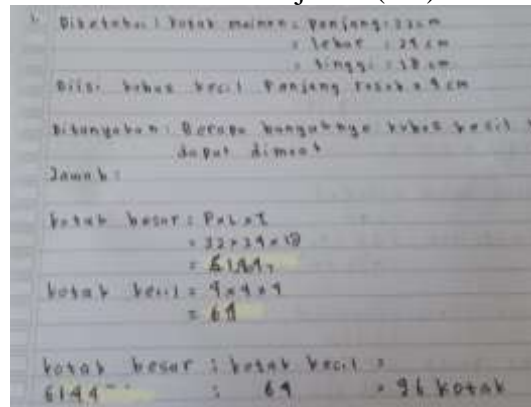 1. Diketahui : kotak mainan : Panjang : 32 cm
: lebar : 24 cm
: tinggi : cm
Diisi kubus kecil Panjang rusuk = 4 cm
Ditanyakan : Berapa banyaknya kubus kecil
dapat dimuat
Jawab :
kotak besar : P x L x T
= 32 x 24 x
= 6144
kotak kecil = 4 x 4 x 4
= 64
kotak besar : kotak kecil =
6144 : 64 = 96 kotak